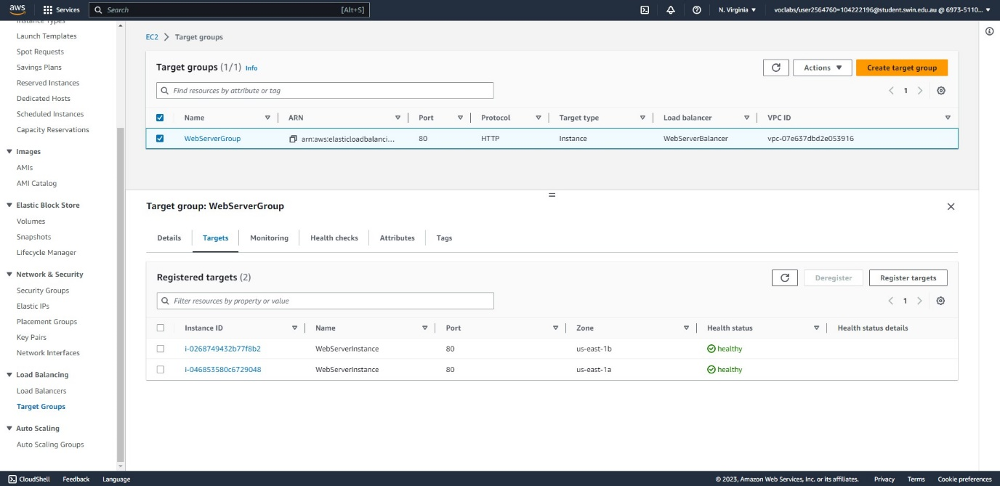 aws Services Search [Alt+S] N. Virginia voclabs/user2564760=104222196@student.swin.edu.au @ 6973-5110...
Instance Types
Launch Templates
Spot Requests
Savings Plans
Reserved Instances
Dedicated Hosts
Scheduled Instances
Capacity Reservations
Images
AMIs
AMI Catalog
Elastic Block Store
Volumes
Snapshots
Lifecycle Manager
Network & Security
Security Groups
Elastic IPs
Placement Groups
Key Pairs
Network Interfaces
Load Balancing
Load Balancers
Target Groups
Auto Scaling
Auto Scaling Groups
EC2 > Target groups
Target groups (1/1) Info Actions Create target group
Find resources by attribute or tag 1
Name ARN Port Protocol Target type Load balancer VPC ID
WebServerGroup arn:aws:elasticloadbalanci... 80 HTTP Instance WebServerBalancer vpc-07e637dbd2e053916
Target group: WebServerGroup
Details Targets Monitoring Health checks Attributes Tags
Registered targets (2) Deregister Register targets
Filter resources by property or value 1
Instance ID Name Port Zone Health status Health status details
i-0268749432b77f8b2 WebServerInstance 80 us-east-1b healthy
i-046853580c6729048 WebServerInstance 80 us-east-1a healthy
CloudShell Feedback Language © 2023, Amazon Web Services, Inc. or its affiliates. Privacy Terms Cookie preferences